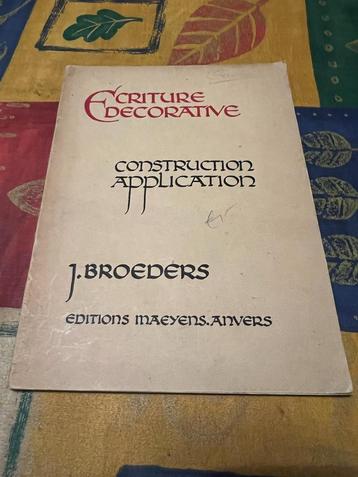 ECRITURE
DECORATIVE
CONSTRUCTION
APPLICATION
J. BROEDERS
EDITIONS MAEYENS. ANVERS